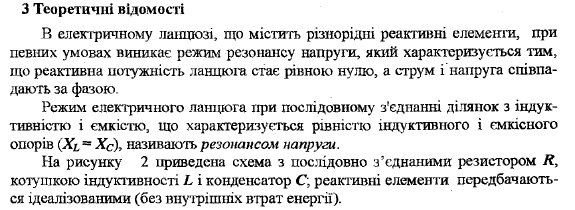 3 Теоретичні відомості
В електричному ланцюзі, що містить різнорідні реактивні елементи, при
певних умовах виникає режим резонансу напруги, який характеризується тим,
що реактивна потужність ланцюга стає рівною нулю, а струм і напруга співпа-
дають за фазою.
Режим електричного ланцюга при послідовному з'єднанні ділянок з індук-
тивністю і ємкістю, що характеризується рівністю індуктивного і ємкісного
опорів (XL = XC), називають резонансом напруги.
На рисунку 2 приведена схема з послідовно з’єднаними резистором R,
котушкою індуктивності L і конденсатор C; реактивні елементи передбачають-
ся ідеалізованими (без внутрішніх втрат енергії).